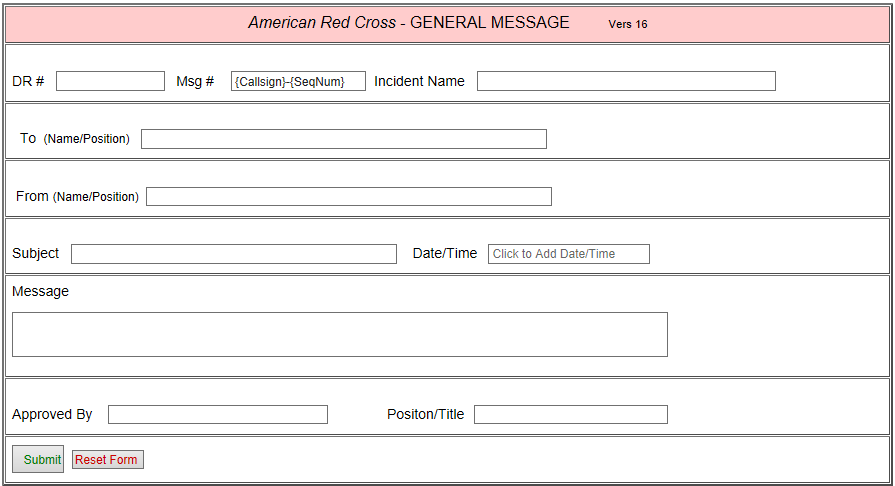 American Red Cross - GENERAL MESSAGE Vers 16
DR # Msg # {Callsign}-{SeqNum} Incident Name
To (Name/Position)
From (Name/Position)
Subject Date/Time Click to Add Date/Time
Message
Approved By Positon/Title
Submit Reset Form